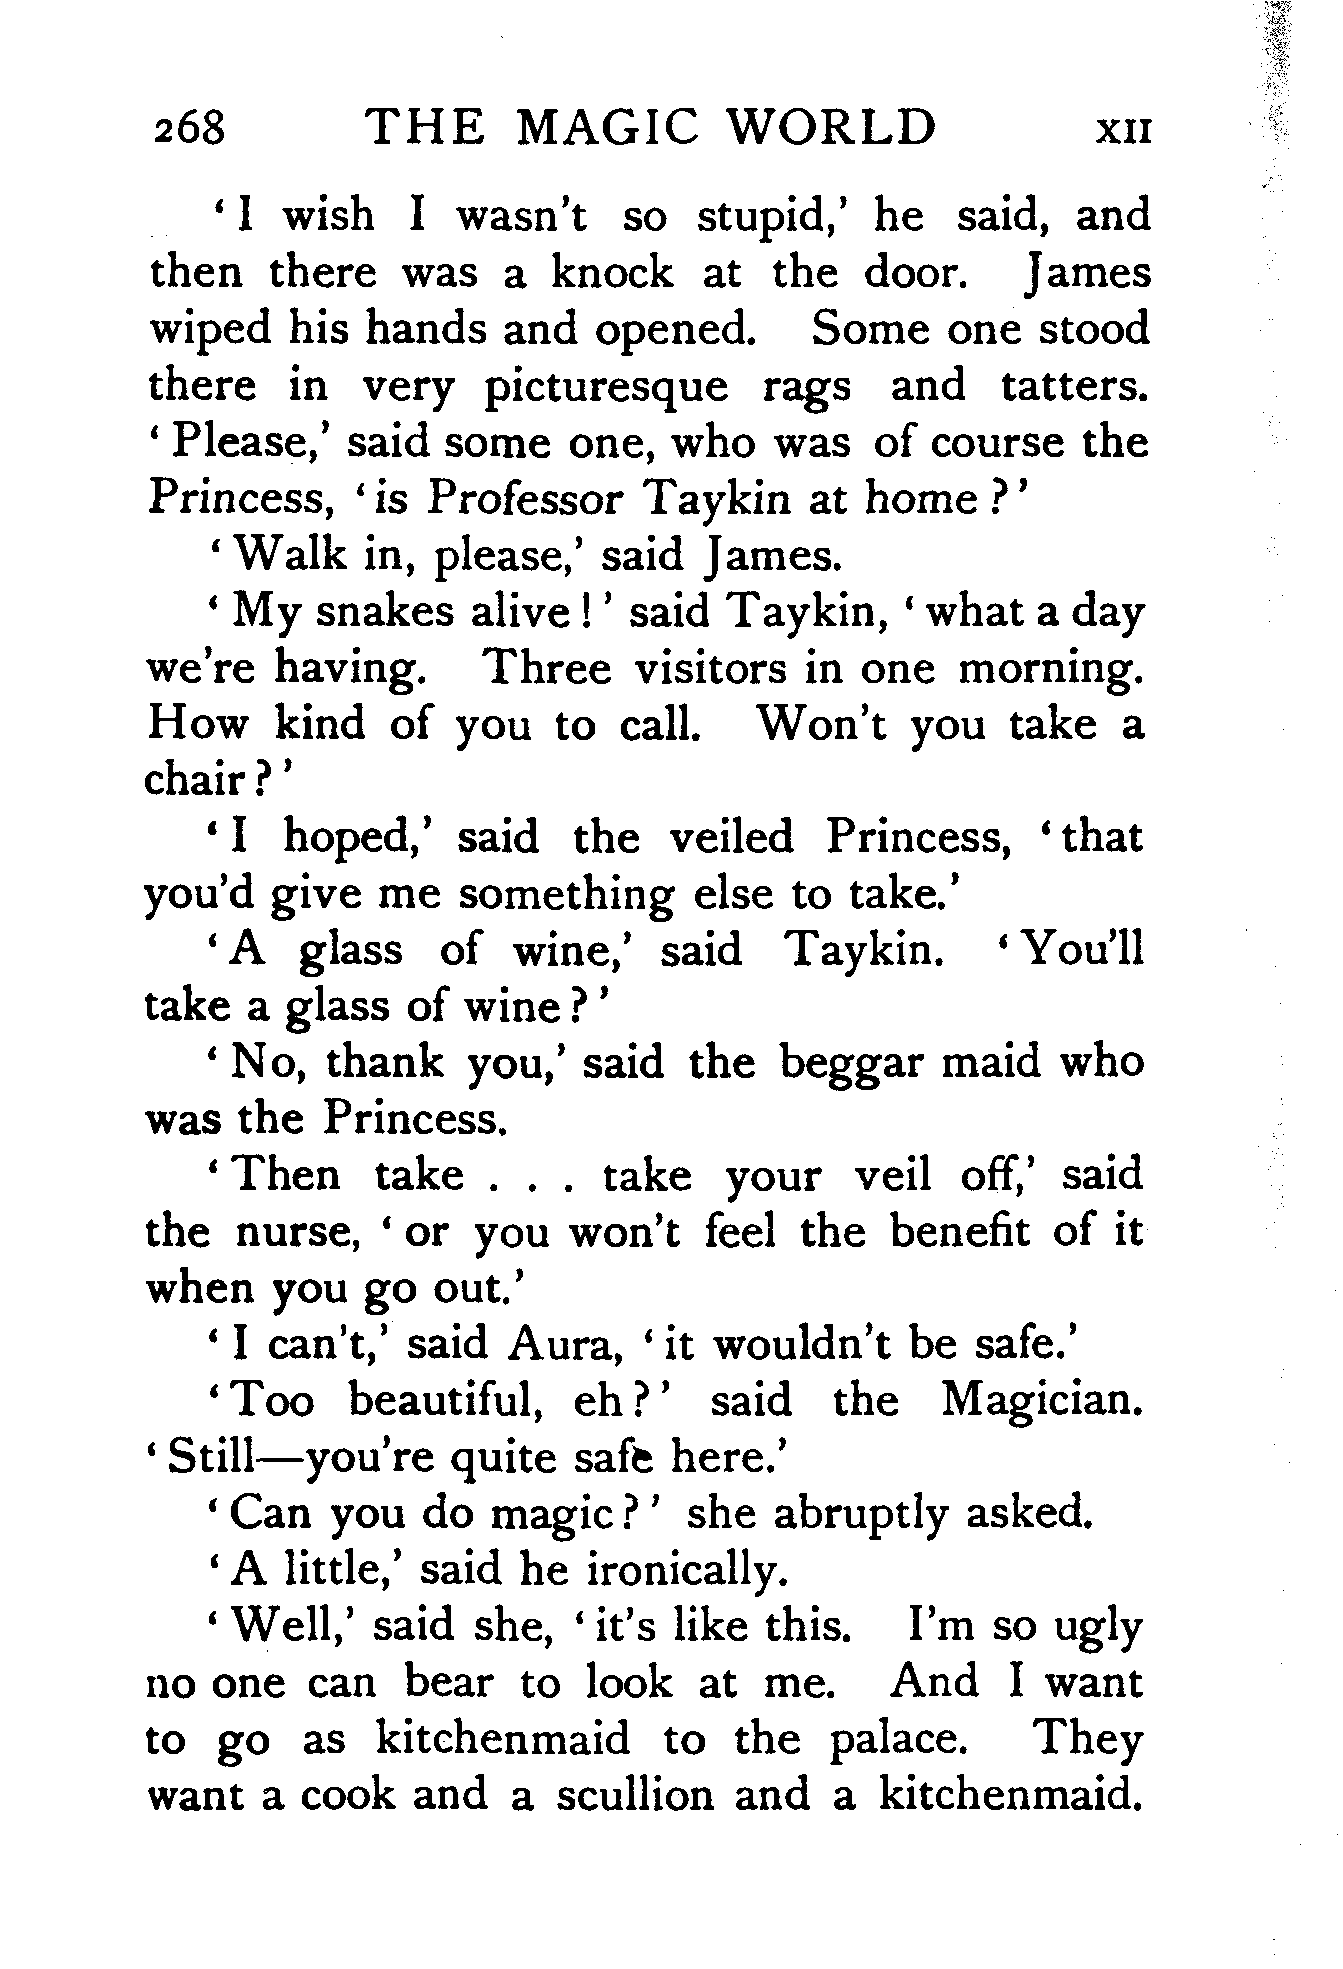 268 THE MAGIC WORLD XII
‘ I wish I wasn't so stupid,’ he said, and
then there was a knock at the door. James
wiped his hands and opened. Some one stood
there in very picturesque rags and tatters.
‘ Please,’ said some one, who was of course the
Princess, ‘ is Professor Taykin at home ? ’
‘ Walk in, please,’ said James.
‘ My snakes alive ! ’ said Taykin, ‘ what a day
we're having. Three visitors in one morning.
How kind of you to call. Won't you take a
chair ? ’
‘ I hoped,’ said the veiled Princess, ‘ that
you'd give me something else to take.’
‘ A glass of wine,’ said Taykin. ‘ You'll
take a glass of wine ? ’
‘ No, thank you,’ said the beggar maid who
was the Princess.
‘ Then take . . . take your veil off,’ said
the nurse, ‘ or you won't feel the benefit of it
when you go out.’
‘ I can't,’ said Aura, ‘ it wouldn't be safe.’
‘ Too beautiful, eh ? ’ said the Magician.
‘ Still—you're quite safe here.’
‘ Can you do magic ? ’ she abruptly asked.
‘ A little,’ said he ironically.
‘ Well,’ said she, ‘ it's like this. I'm so ugly
no one can bear to look at me. And I want
to go as kitchenmaid to the palace. They
want a cook and a scullion and a kitchenmaid.